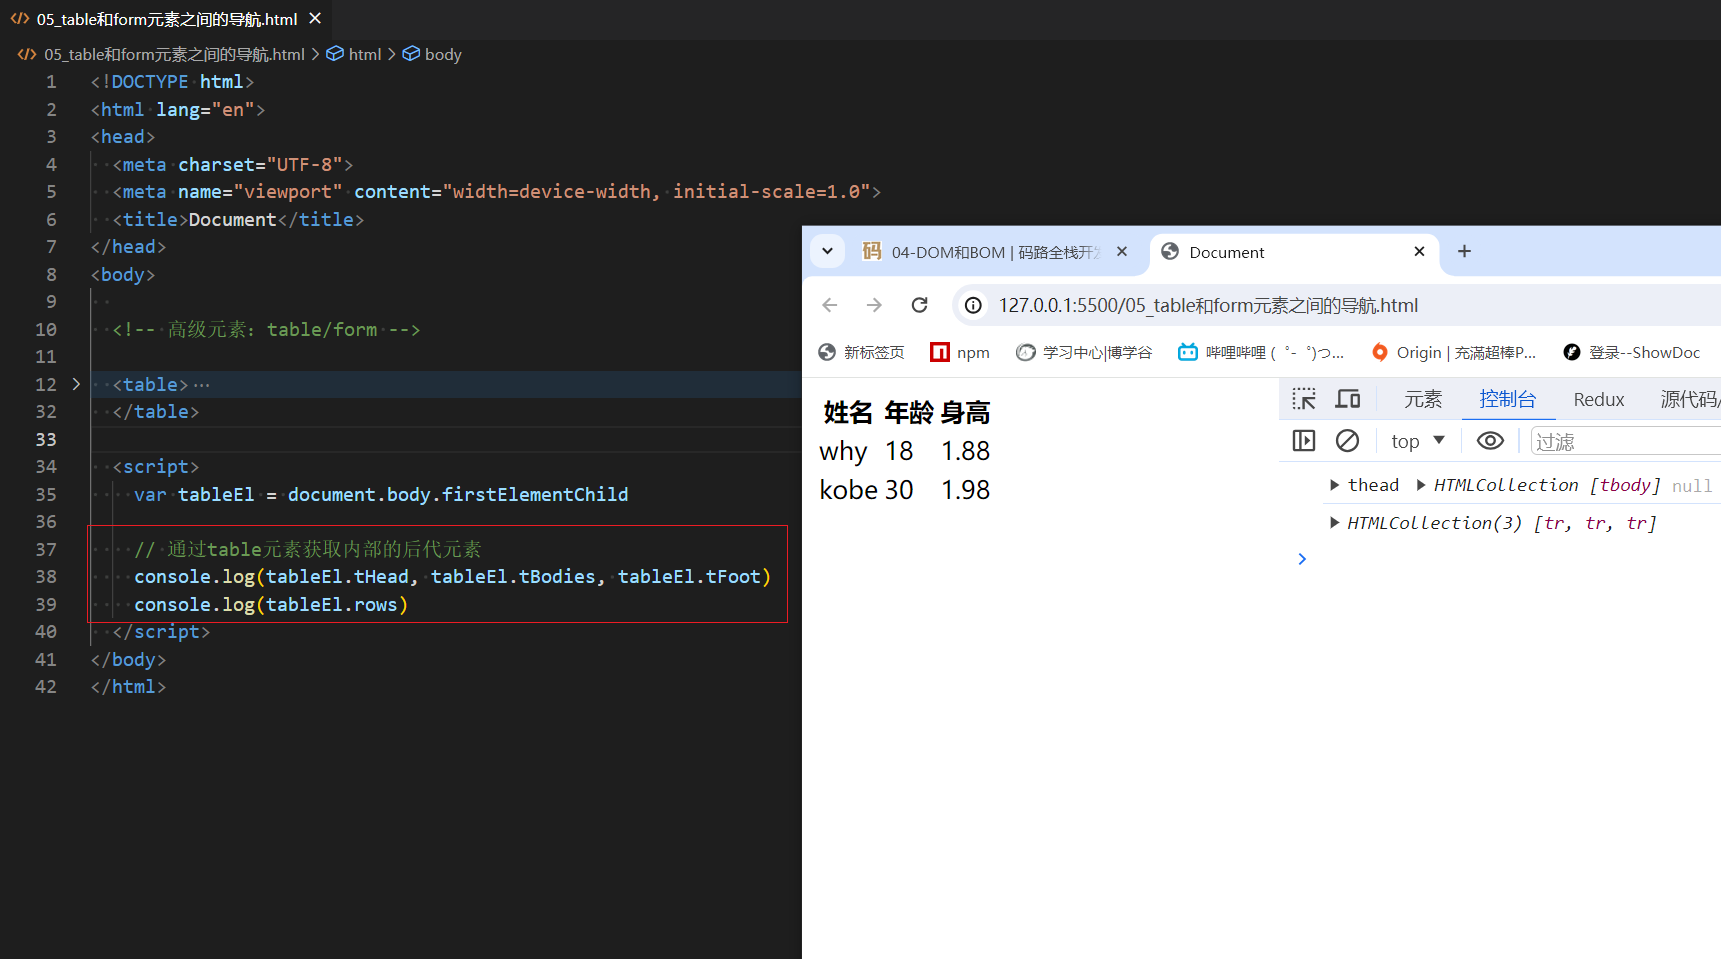 05_table和form元素之间的导航.html
05_table和form元素之间的导航.html > html > body
1 <!DOCTYPE html>
2 <html lang="en">
3 <head>
4 <meta charset="UTF-8">
5 <meta name="viewport" content="width=device-width, initial-scale=1.0">
6 <title>Document</title>
7 </head>
8 <body>
9
10 <!-- 高级元素: table/form -->
11
12 <table>…
32 </table>
33
34 <script>
35 var tableEl = document.body.firstElementChild
36
37 // 通过table元素获取内部的后代元素
38 console.log(tableEl.tHead, tableEl.tBodies, tableEl.tFoot)
39 console.log(tableEl.rows)
40 </script>
41 </body>
42 </html>
码 04-DOM和BOM | 码路全栈开发
Document
127.0.0.1:5500/05_table和form元素之间的导航.html
新标签页 npm 学习中心|博学谷 哔哩哔哩 (゜-゜)つ... Origin | 充满超棒P... 登录--ShowDoc
姓名 年龄 身高
why 18 1.88
kobe 30 1.98
元素 控制台 Redux 源代码/
top 过滤
thead HTMLCollection [tbody] null
HTMLCollection(3) [tr, tr, tr]